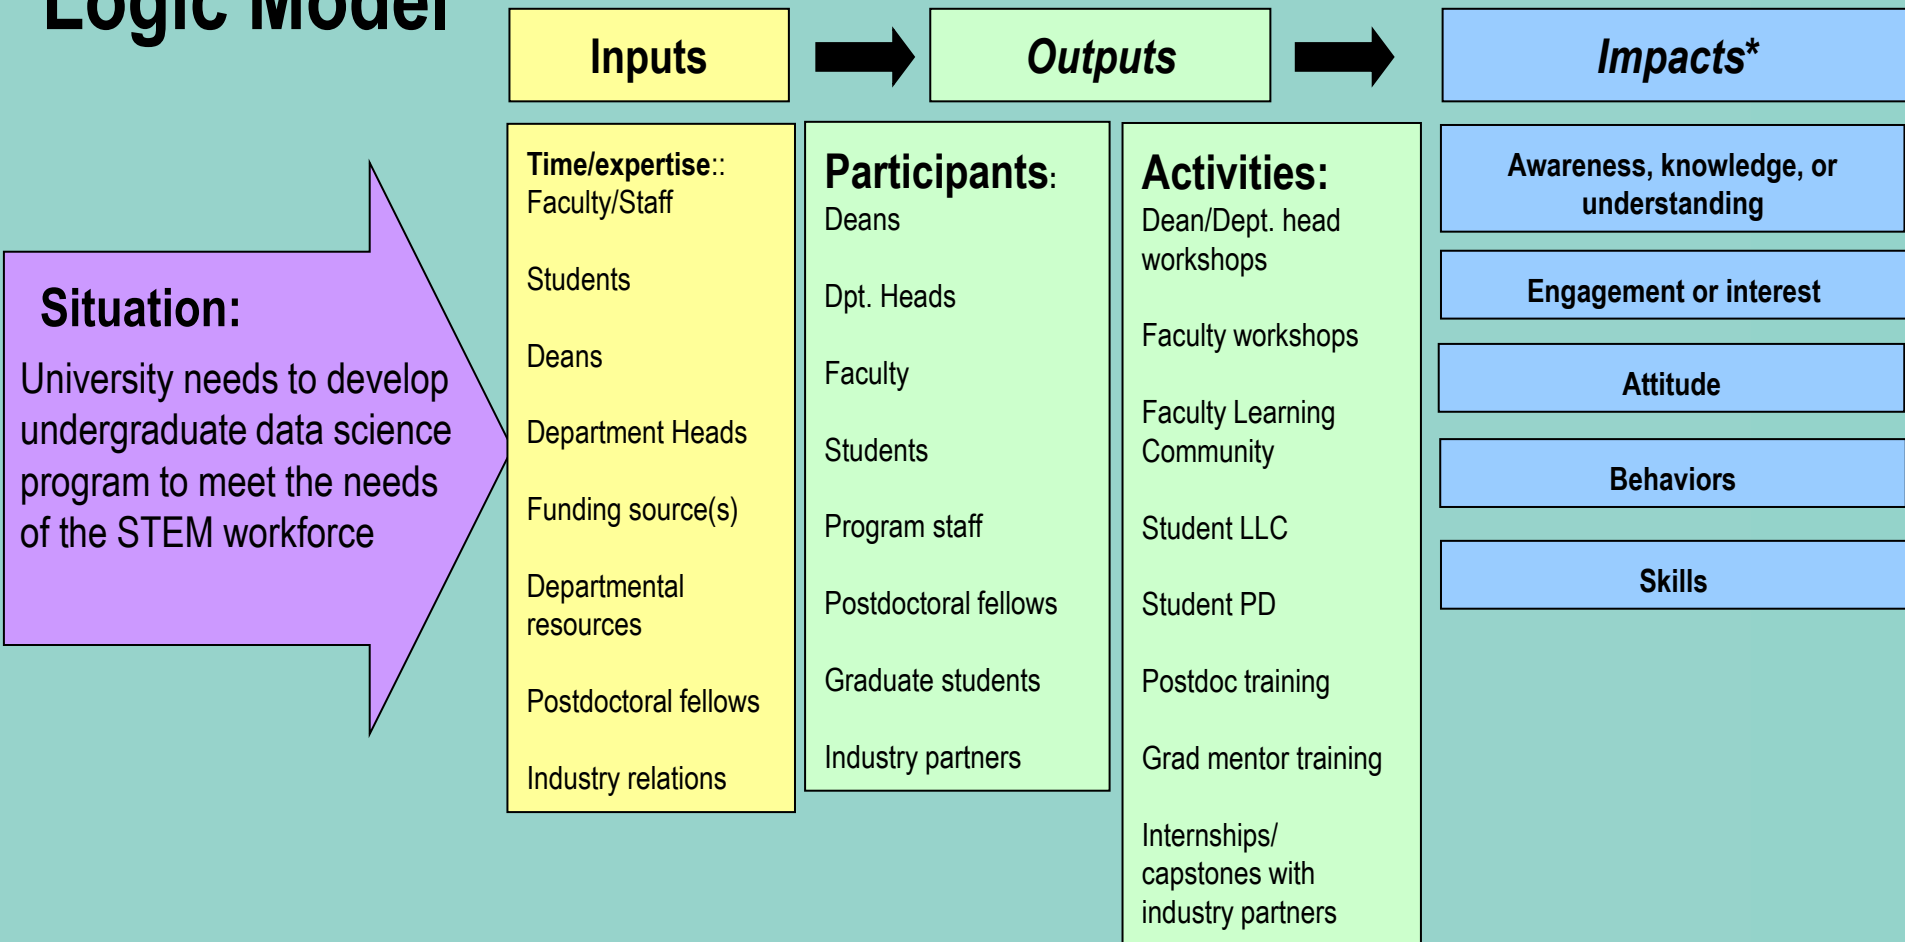 Logic Model
Inputs
Outputs
Impacts*
Situation:
University needs to develop
undergraduate data science
program to meet the needs
of the STEM workforce
Time/expertise::
Faculty/Staff
Students
Deans
Department Heads
Funding source(s)
Departmental
resources
Postdoctoral fellows
Industry relations
Participants:
Deans
Dpt. Heads
Faculty
Students
Program staff
Postdoctoral fellows
Graduate students
Industry partners
Activities:
Dean/Dept. head
workshops
Faculty workshops
Faculty Learning
Community
Student LLC
Student PD
Postdoc training
Grad mentor training
Internships/
capstones with
industry partners
Awareness, knowledge, or
understanding
Engagement or interest
Attitude
Behaviors
Skills